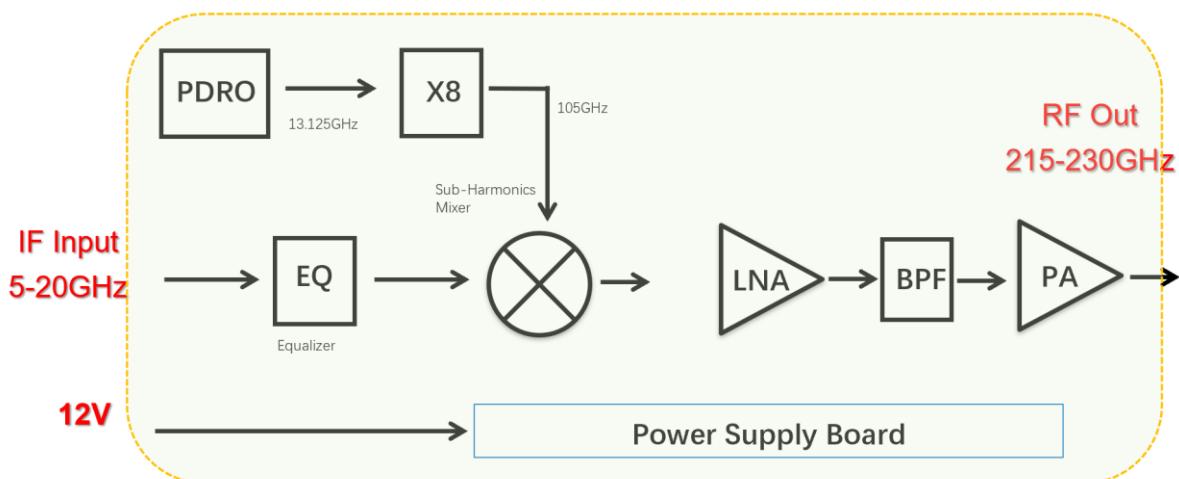 PDRO
13.125GHz
X8
105GHz
RF Out
215-230GHz
Sub-Harmonics
Mixer
IF Input
5-20GHz
EQ
Equalizer
LNA
BPF
PA
12V
Power Supply Board